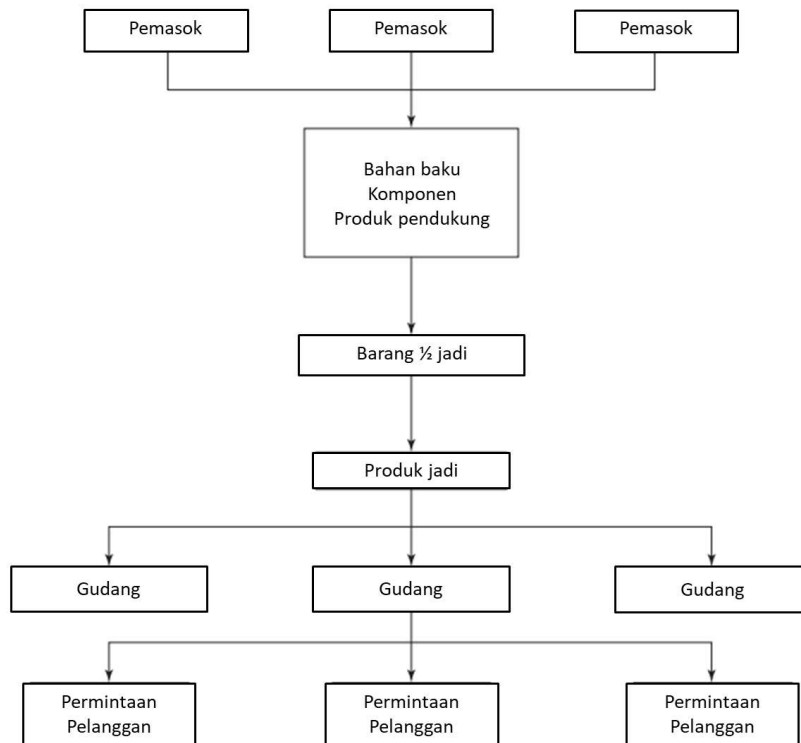 Pemasok
Pemasok
Pemasok
Bahan baku
Komponen
Produk pendukung
Barang ½ jadi
Produk jadi
Gudang
Gudang
Gudang
Permintaan
Pelanggan
Permintaan
Pelanggan
Permintaan
Pelanggan